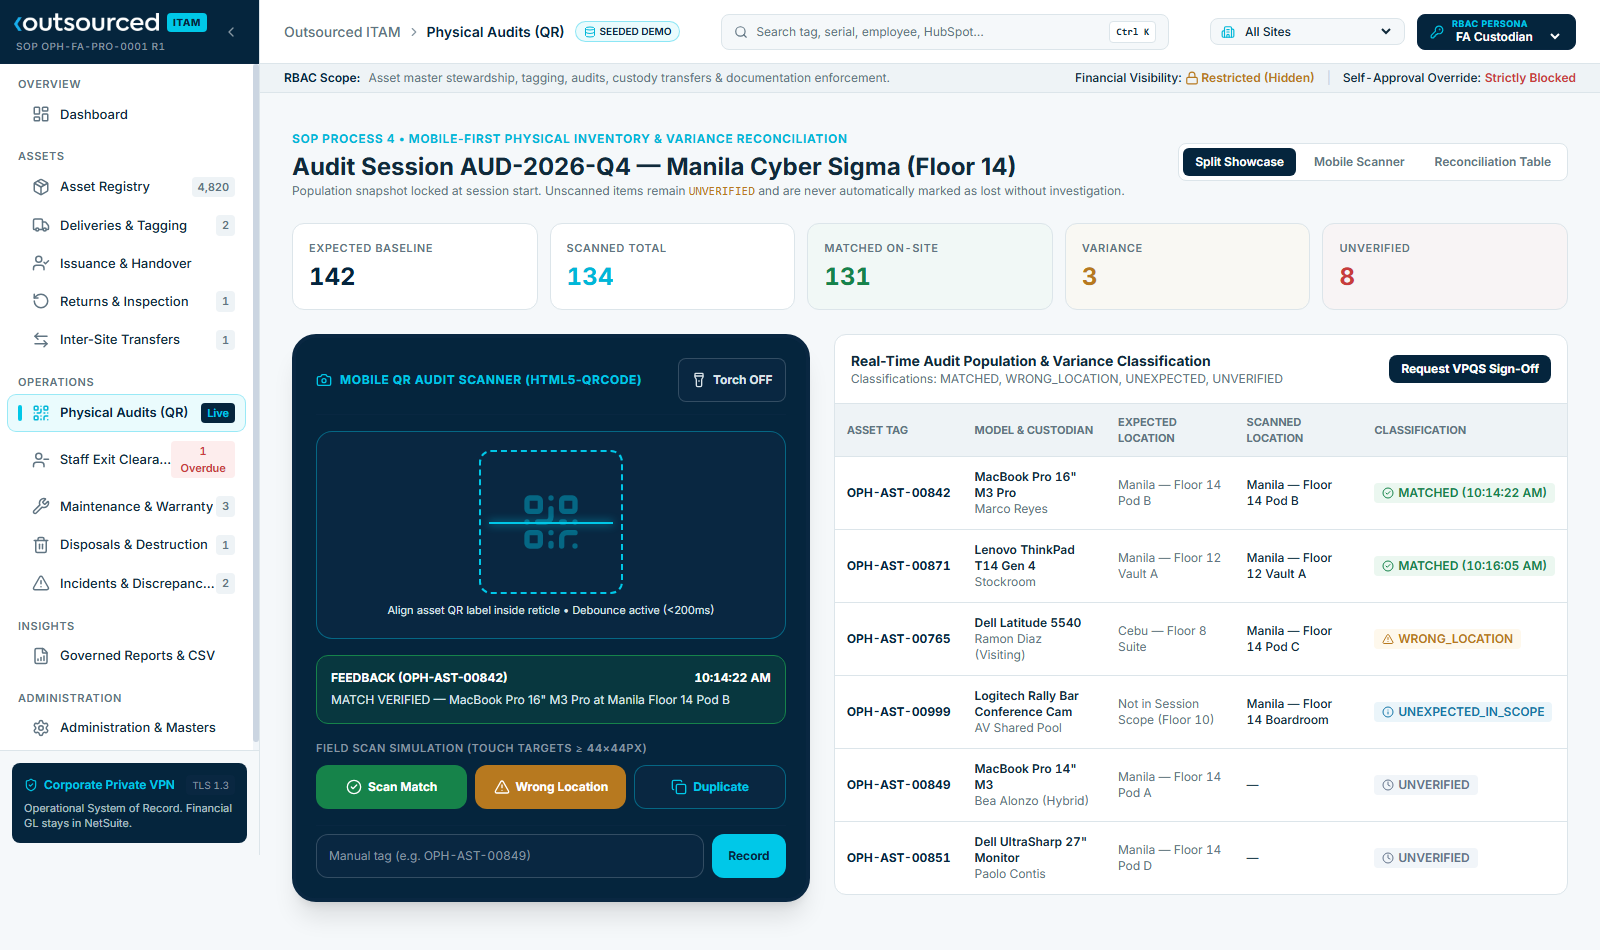 outsourced ITAM
SOP OPH-FA-PRO-0001 R1
Outsourced ITAM > Physical Audits (QR) SEEDED DEMO
Search tag, serial, employee, HubSpot... Ctrl K
All Sites
RBAC PERSONA
FA Custodian
RBAC Scope: Asset master stewardship, tagging, audits, custody transfers & documentation enforcement.
Financial Visibility: Restricted (Hidden)
Self-Approval Override: Strictly Blocked
OVERVIEW
Dashboard
ASSETS
Asset Registry 4,820
Deliveries & Tagging 2
Issuance & Handover
Returns & Inspection 1
Inter-Site Transfers 1
OPERATIONS
Physical Audits (QR) Live
Staff Exit Cleara... 1 Overdue
Maintenance & Warranty 3
Disposals & Destruction 1
Incidents & Discrepanc... 2
INSIGHTS
Governed Reports & CSV
ADMINISTRATION
Administration & Masters
Corporate Private VPN TLS 1.3
Operational System of Record. Financial
GL stays in NetSuite.
SOP PROCESS 4 • MOBILE-FIRST PHYSICAL INVENTORY & VARIANCE RECONCILIATION
Audit Session AUD-2026-Q4 — Manila Cyber Sigma (Floor 14)
Population snapshot locked at session start. Unscanned items remain UNVERIFIED and are never automatically marked as lost without investigation.
Split Showcase Mobile Scanner Reconciliation Table
EXPECTED BASELINE
142
SCANNED TOTAL
134
MATCHED ON-SITE
131
VARIANCE
3
UNVERIFIED
8
MOBILE QR AUDIT SCANNER (HTML5-QRCODE)
Torch OFF
Align asset QR label inside reticle • Debounce active (<200ms)
FEEDBACK (OPH-AST-00842) 10:14:22 AM
MATCH VERIFIED — MacBook Pro 16" M3 Pro at Manila Floor 14 Pod B
FIELD SCAN SIMULATION (TOUCH TARGETS ≥ 44×44PX)
Scan Match Wrong Location Duplicate
Manual tag (e.g. OPH-AST-00849) Record
Real-Time Audit Population & Variance Classification
Classifications: MATCHED, WRONG_LOCATION, UNEXPECTED, UNVERIFIED
Request VPQS Sign-Off
ASSET TAG MODEL & CUSTODIAN EXPECTED LOCATION SCANNED LOCATION CLASSIFICATION
OPH-AST-00842
MacBook Pro 16"
M3 Pro
Marco Reyes
Manila — Floor 14
Pod B
Manila — Floor
14 Pod B
MATCHED (10:14:22 AM)
OPH-AST-00871
Lenovo ThinkPad
T14 Gen 4
Stockroom
Manila — Floor 12
Vault A
Manila — Floor
12 Vault A
MATCHED (10:16:05 AM)
OPH-AST-00765
Dell Latitude 5540
Ramon Diaz
(Visiting)
Cebu — Floor 8
Suite
Manila — Floor
14 Pod C
WRONG_LOCATION
OPH-AST-00999
Logitech Rally Bar
Conference Cam
AV Shared Pool
Not in Session
Scope (Floor 10)
Manila — Floor
14 Boardroom
UNEXPECTED_IN_SCOPE
OPH-AST-00849
MacBook Pro 14"
M3
Bea Alonzo (Hybrid)
Manila — Floor 14
Pod A
—
UNVERIFIED
OPH-AST-00851
Dell UltraSharp 27"
Monitor
Paolo Contis
Manila — Floor 14
Pod D
—
UNVERIFIED